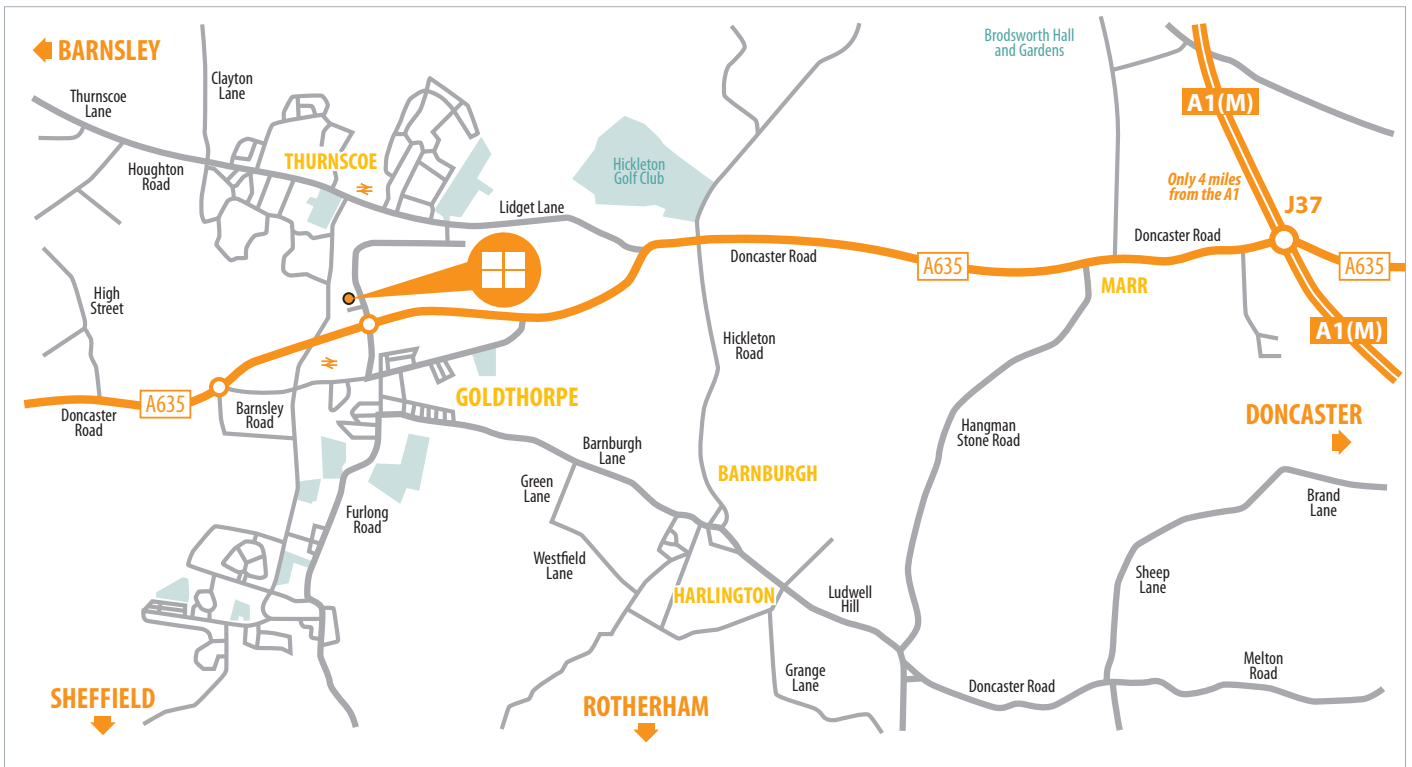 BARNSLEY
Thurnscoe
Lane
Clayton
Lane
Houghton
Road
THURNSCOE
Lidget Lane
Hickleton
Golf Club
Brodsworth Hall
and Gardens
A1(M)
Only 4 miles
from the A1
J37
Doncaster Road
A635
Doncaster Road
A635
MARR
A1(M)
High
Street
Hickleton
Road
A635
Doncaster
Road
Barnsley
Road
GOLDTHORPE
DONCASTER
Hangman
Stone Road
Barnburgh
Lane
BARNBURGH
Green
Lane
Brand
Lane
Furlong
Road
Westfield
Lane
HARLINGTON
Ludwell
Hill
Sheep
Lane
Grange
Lane
Doncaster Road
Melton
Road
SHEFFIELD
ROTHERHAM